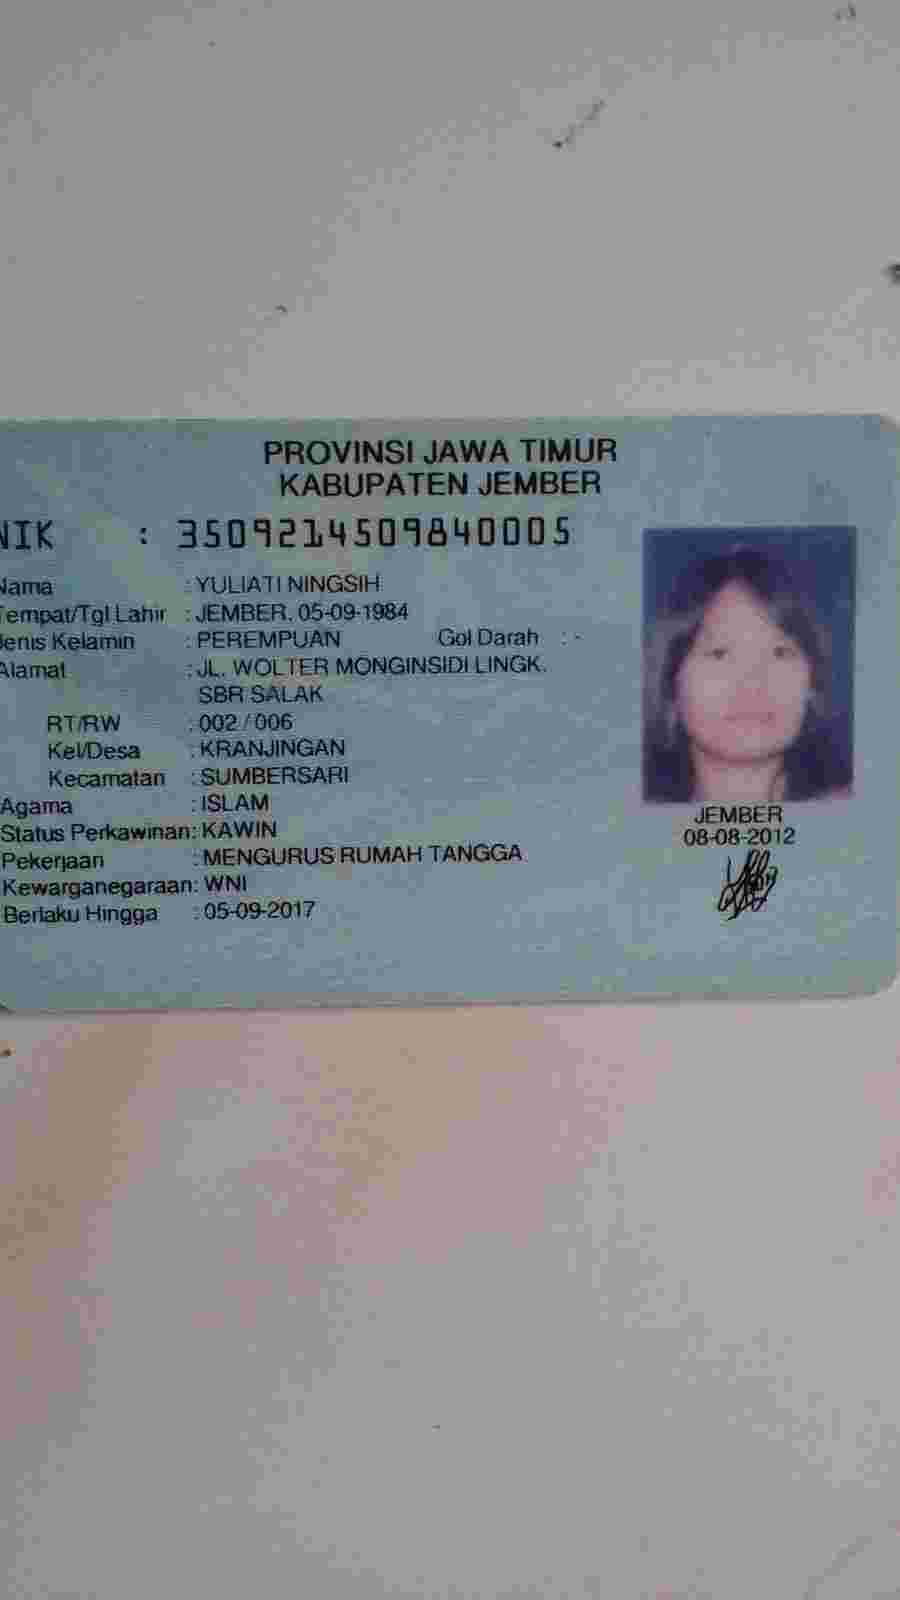 PROVINSI JAWA TIMUR
KABUPATEN JEMBER
NIK : 3509214509840005
Nama : YULIATI NINGSIH
Tempat/Tgl Lahir : JEMBER, 05-09-1984
Jenis Kelamin : PEREMPUAN Gol Darah : -
Alamat : JL. WOLTER MONGINSIDI LINGK.
SBR SALAK
RT/RW : 002 / 006
Kel/Desa : KRANJINGAN
Kecamatan : SUMBERSARI
Agama : ISLAM
Status Perkawinan: KAWIN
Pekerjaan : MENGURUS RUMAH TANGGA
Kewarganegaraan: WNI
Berlaku Hingga : 05-09-2017
JEMBER
08-08-2012